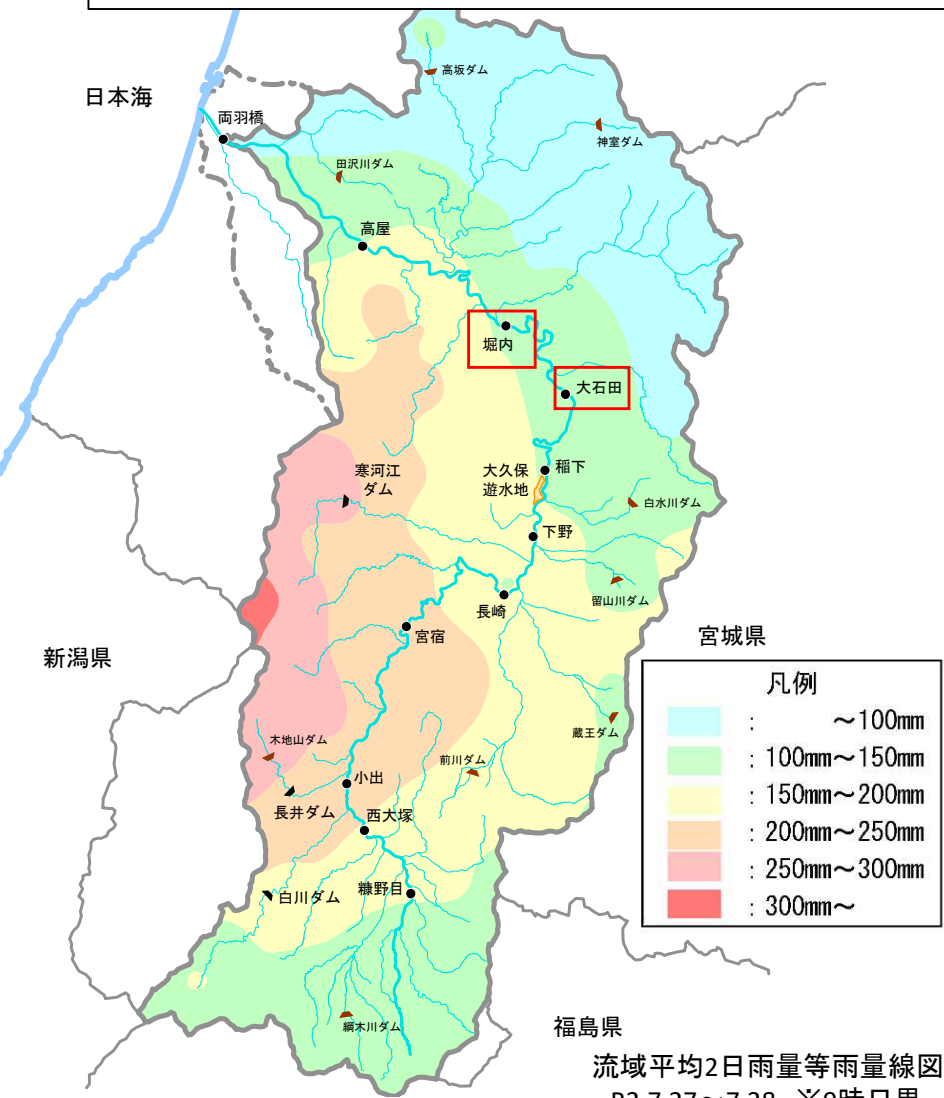 高坂ダム
日本海
両羽橋
神室ダム
田沢川ダム
高屋
堀内
大石田
寒河江
ダム
大久保
遊水地
稲下
白水川ダム
下野
留山川ダム
長崎
宮宿
宮城県
新潟県
凡例
: ～100mm
: 100mm～150mm
: 150mm～200mm
: 200mm～250mm
: 250mm～300mm
: 300mm～
蔵王ダム
木地山ダム
前川ダム
小出
長井ダム
西大塚
白川ダム
糠野目
綱木川ダム
福島県
流域平均2日雨量等雨量線図